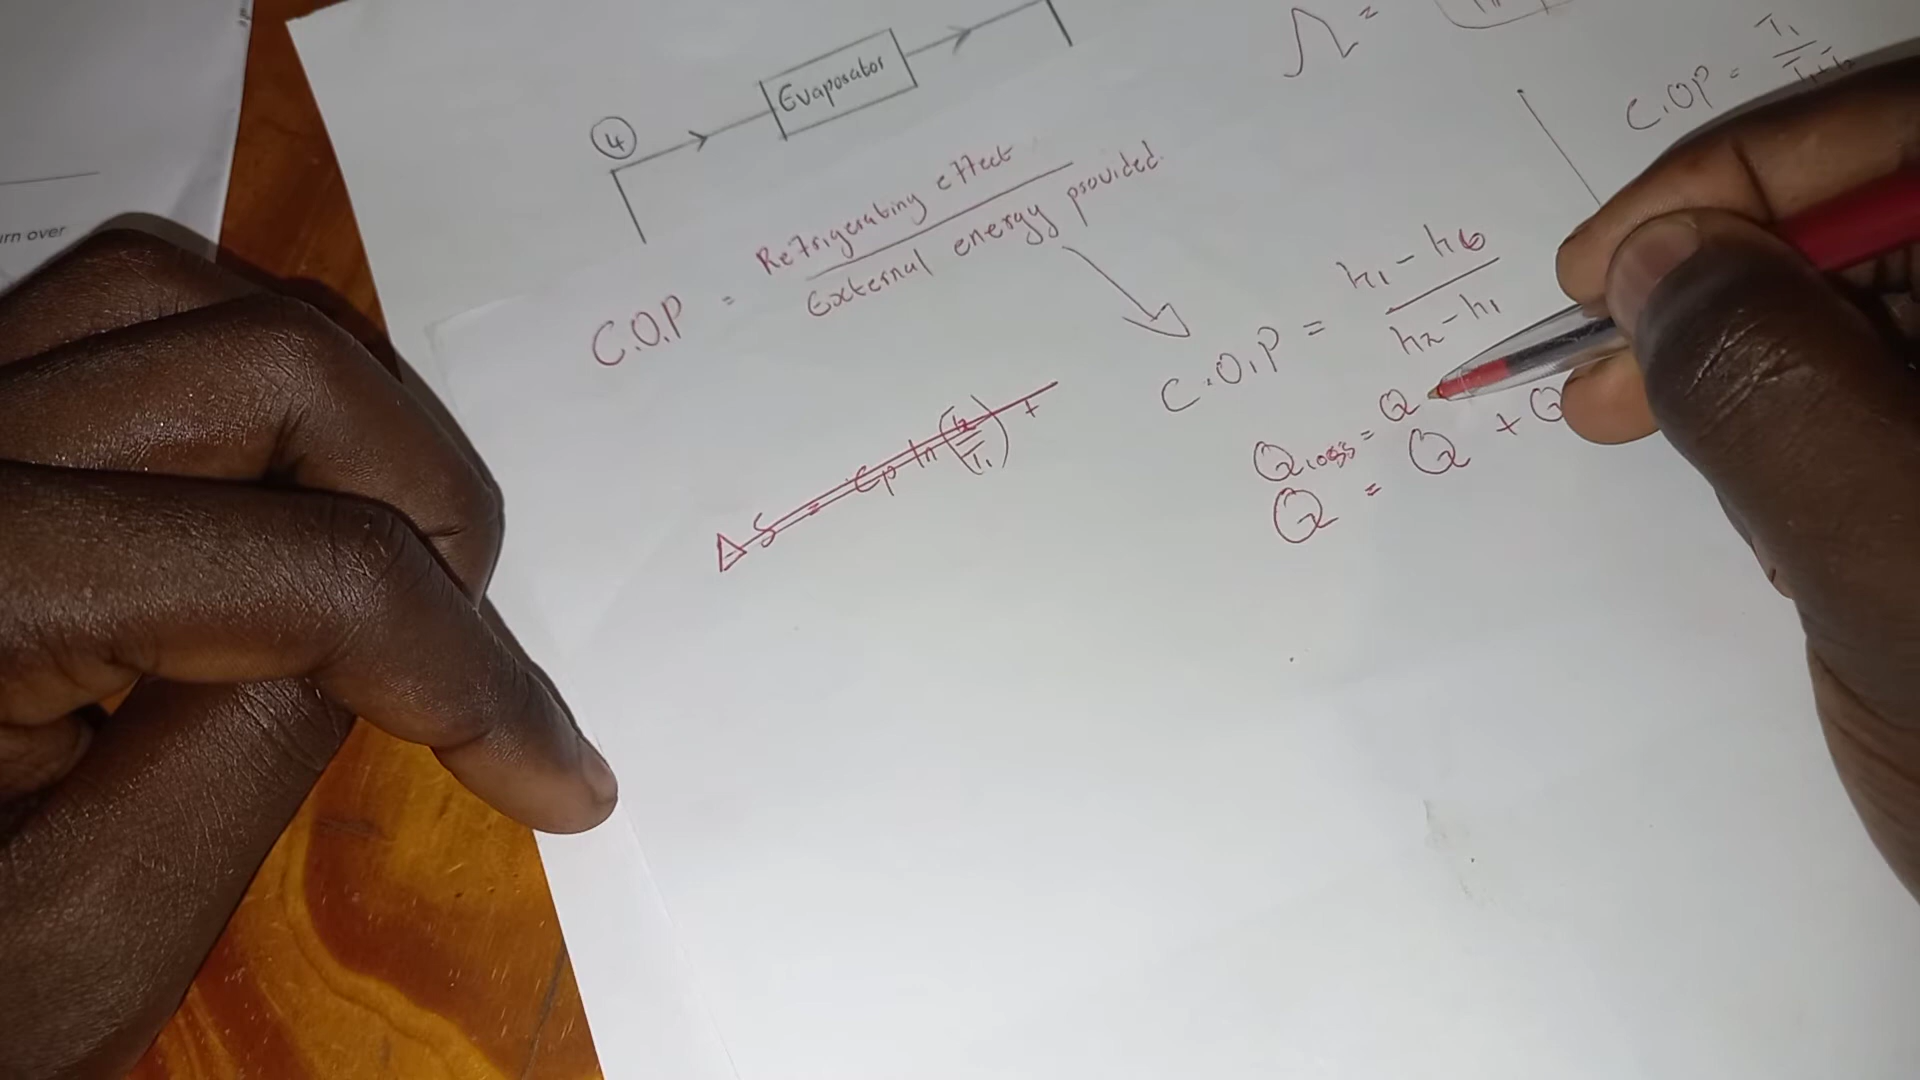 urn over
Evaporator
4
C.O.P = T₁
Refrigerating effect
C.O.P = ————
External energy provided
C.O.P = h₁ - h6 / h₂ - h₁
ΔS = Cp ln (T₂/T₁) +
Qloss = Q
Q = Q + Q